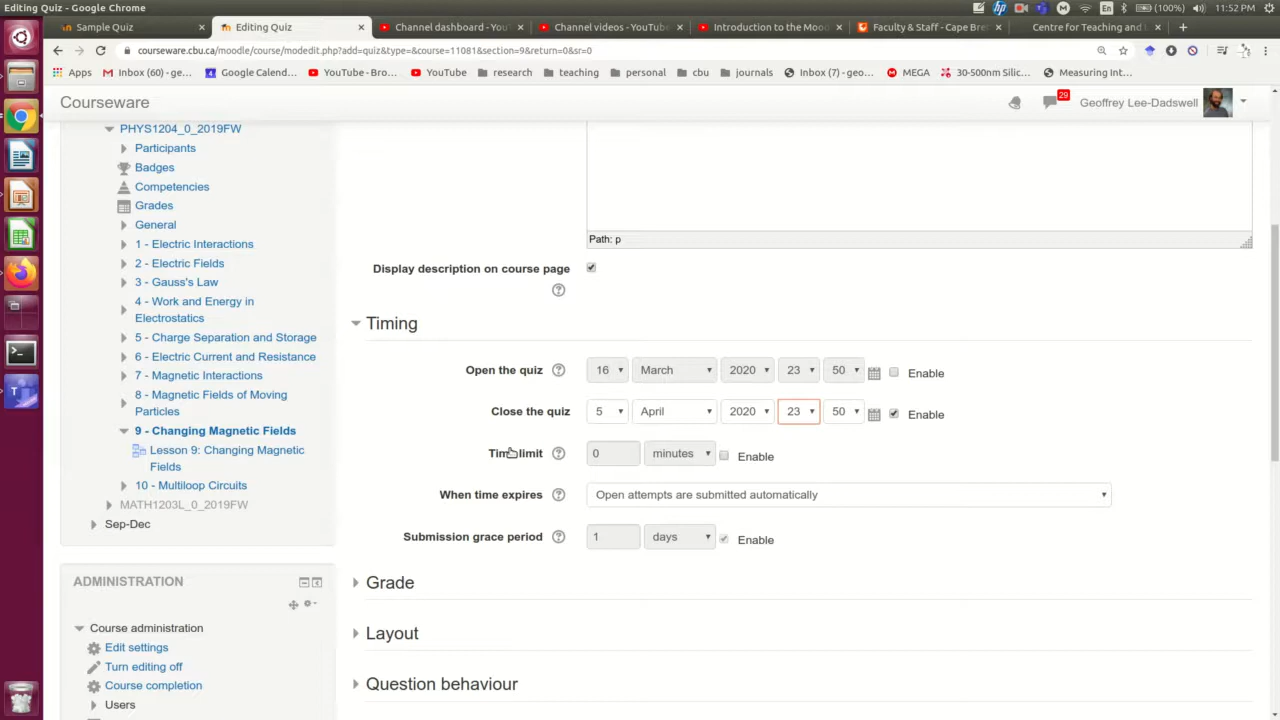 Editing Quiz - Google Chrome
(100%) 11:52 PM
Sample Quiz
Editing Quiz
Channel dashboard - YouT
Channel videos - YouTube
Introduction to the Mood
Faculty & Staff - Cape Bre
Centre for Teaching and L
courseware.cbu.ca/moodle/course/modedit.php?add=quiz&type=&course=11081&section=9&return=0&sr=0
Apps
Inbox (60) - ge...
Google Calend...
YouTube - Bro...
YouTube
research
teaching
personal
cbu
journals
Inbox (7) - geo...
MEGA
30-500nm Silic...
Measuring Int...
Courseware
29
Geoffrey Lee-Dadswell
PHYS1204_0_2019FW
Participants
Badges
Competencies
Grades
General
1 - Electric Interactions
2 - Electric Fields
3 - Gauss's Law
4 - Work and Energy in
Electrostatics
5 - Charge Separation and Storage
6 - Electric Current and Resistance
7 - Magnetic Interactions
8 - Magnetic Fields of Moving
Particles
9 - Changing Magnetic Fields
Lesson 9: Changing Magnetic
Fields
10 - Multiloop Circuits
MATH1203L_0_2019FW
Sep-Dec
ADMINISTRATION
Course administration
Edit settings
Turn editing off
Course completion
Users
Path: p
Display description on course page
Timing
Open the quiz 16 March 2020 23 50 Enable
Close the quiz 5 April 2020 23 50 Enable
Time limit 0 minutes Enable
When time expires Open attempts are submitted automatically
Submission grace period 1 days Enable
Grade
Layout
Question behaviour